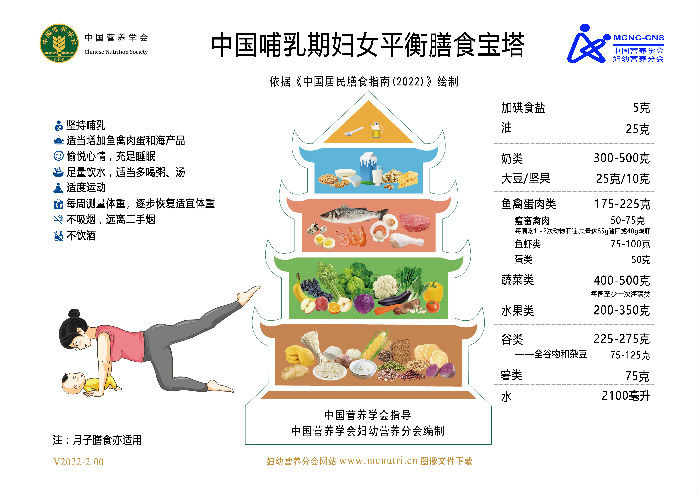 中国营养学会
Chinese Nutrition Society
中国哺乳期妇女平衡膳食宝塔
MCNC-CNS
中国营养学会
妇幼营养分会
依据《中国居民膳食指南(2022)》绘制
坚持哺乳
适当增加鱼禽肉蛋和海产品
愉悦心情，充足睡眠
足量饮水，适当多喝粥、汤
适度运动
每周测量体重，逐步恢复适宜体重
不吸烟，远离二手烟
不饮酒
加碘食盐 5克
油 25克
奶类 300-500克
大豆/坚果 25克/10克
鱼禽蛋肉类 175-225克
瘦畜禽肉 50-75克
鱼虾类 75-100克
蛋类 50克
蔬菜类 400-500克
水果类 200-350克
谷类 225-275克
——全谷物和杂豆 75-125克
薯类 75克
水 2100毫升
中国营养学会指导
中国营养学会妇幼营养分会编制
注：月子膳食亦适用
V2022-2.00
妇幼营养分会网站 www.mcnutri.cn 图像文件下载